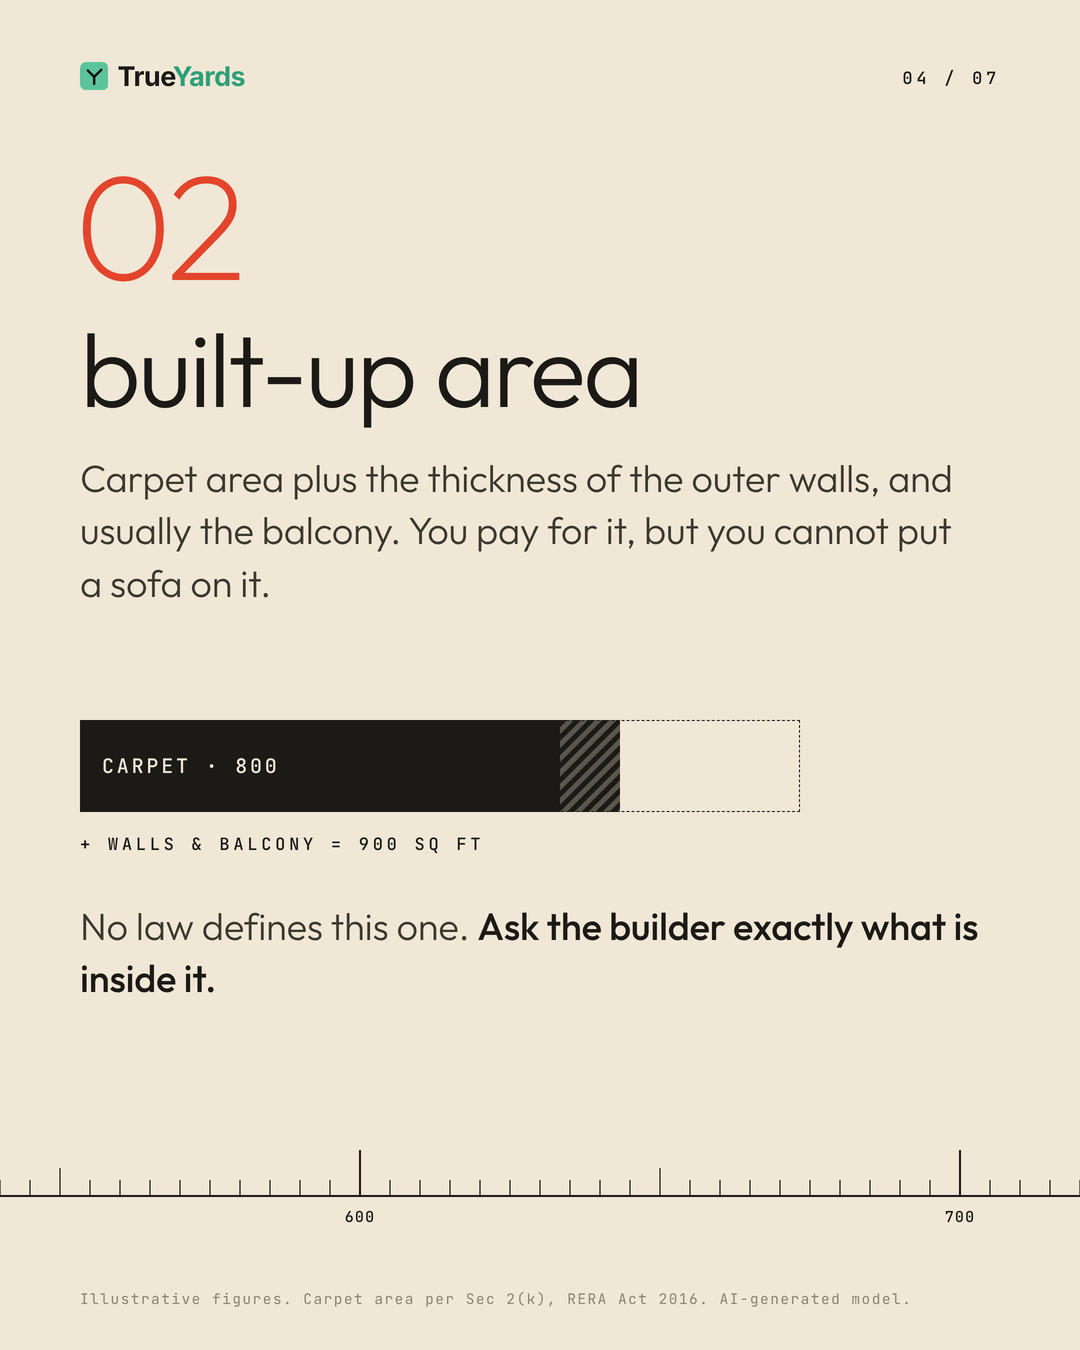 TrueYards
04 / 07
02
built-up area
Carpet area plus the thickness of the outer walls, and
usually the balcony. You pay for it, but you cannot put
a sofa on it.
CARPET · 800
+ WALLS & BALCONY = 900 SQ FT
No law defines this one. Ask the builder exactly what is
inside it.
600 700
Illustrative figures. Carpet area per Sec 2(k), RERA Act 2016. AI-generated model.